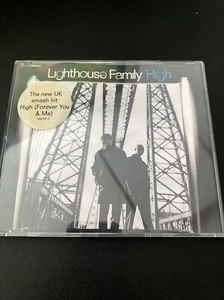 Lighthouse Family High
The new UK
smash hit:
High (Forever You
& Me)